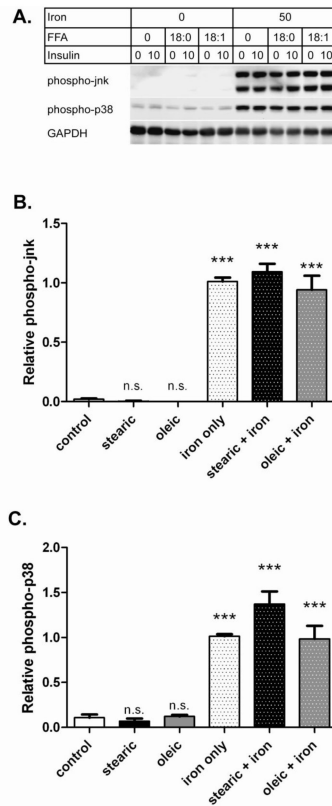 A.
Iron 0 50
FFA 0 18:0 18:1 0 18:0 18:1
Insulin 0 10 0 10 0 10 0 10 0 10 0 10
phospho-jnk
phospho-p38
GAPDH
B.
Relative phospho-jnk
1.5
1.0
0.5
0.0
n.s. n.s. *** *** ***
control stearic oleic iron only stearic + iron oleic + iron
C.
Relative phospho-p38
2.0
1.5
1.0
0.5
0.0
n.s. n.s. *** *** ***
control stearic oleic iron only stearic + iron oleic + iron